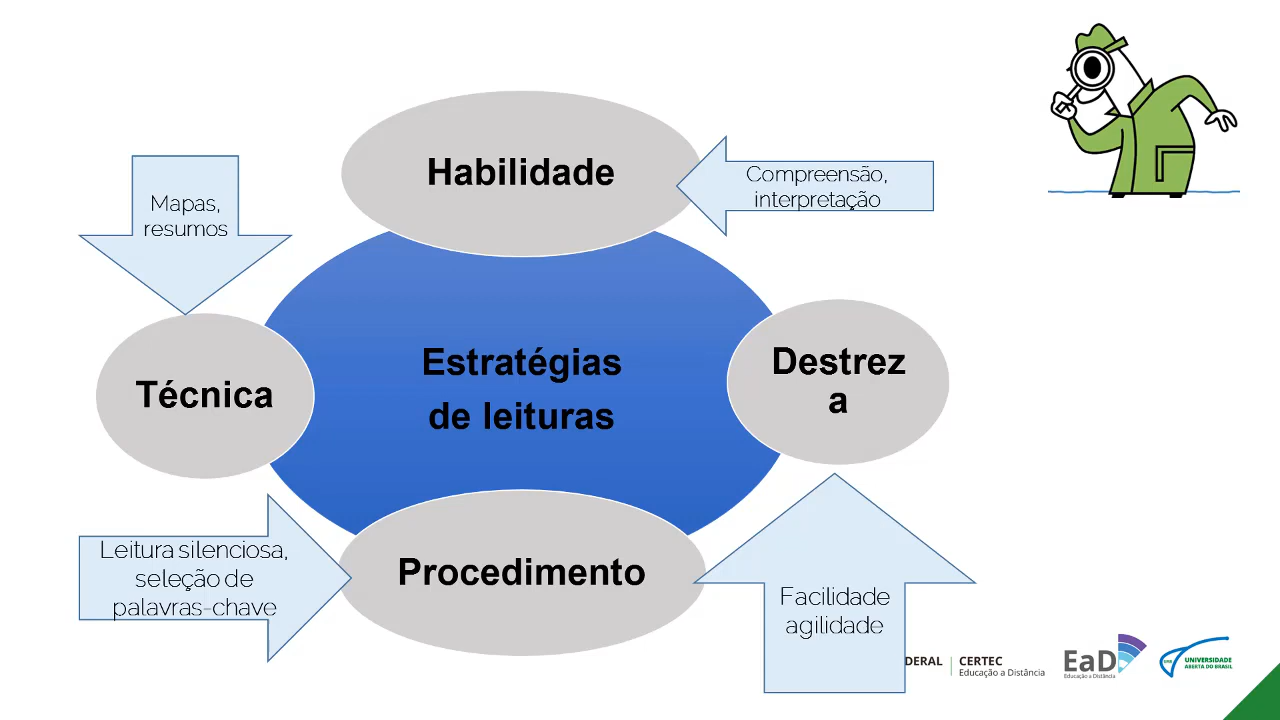 Habilidade
Compreensão,
interpretação
Mapas,
resumos
Técnica
Estratégias
de leituras
Destrez
a
Leitura silenciosa,
seleção de
palavras-chave
Procedimento
Facilidade
agilidade
DERAL
CERTEC
Educação a Distância
EaD
Educação a Distância
UNIVERSIDADE
ABERTA DO BRASIL